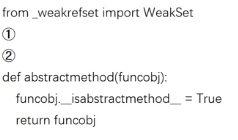 from _weakrefset import WeakSet
①
②
def abstractmethod(funcobj):
    funcobj.__isabstractmethod__ = True
    return funcobj